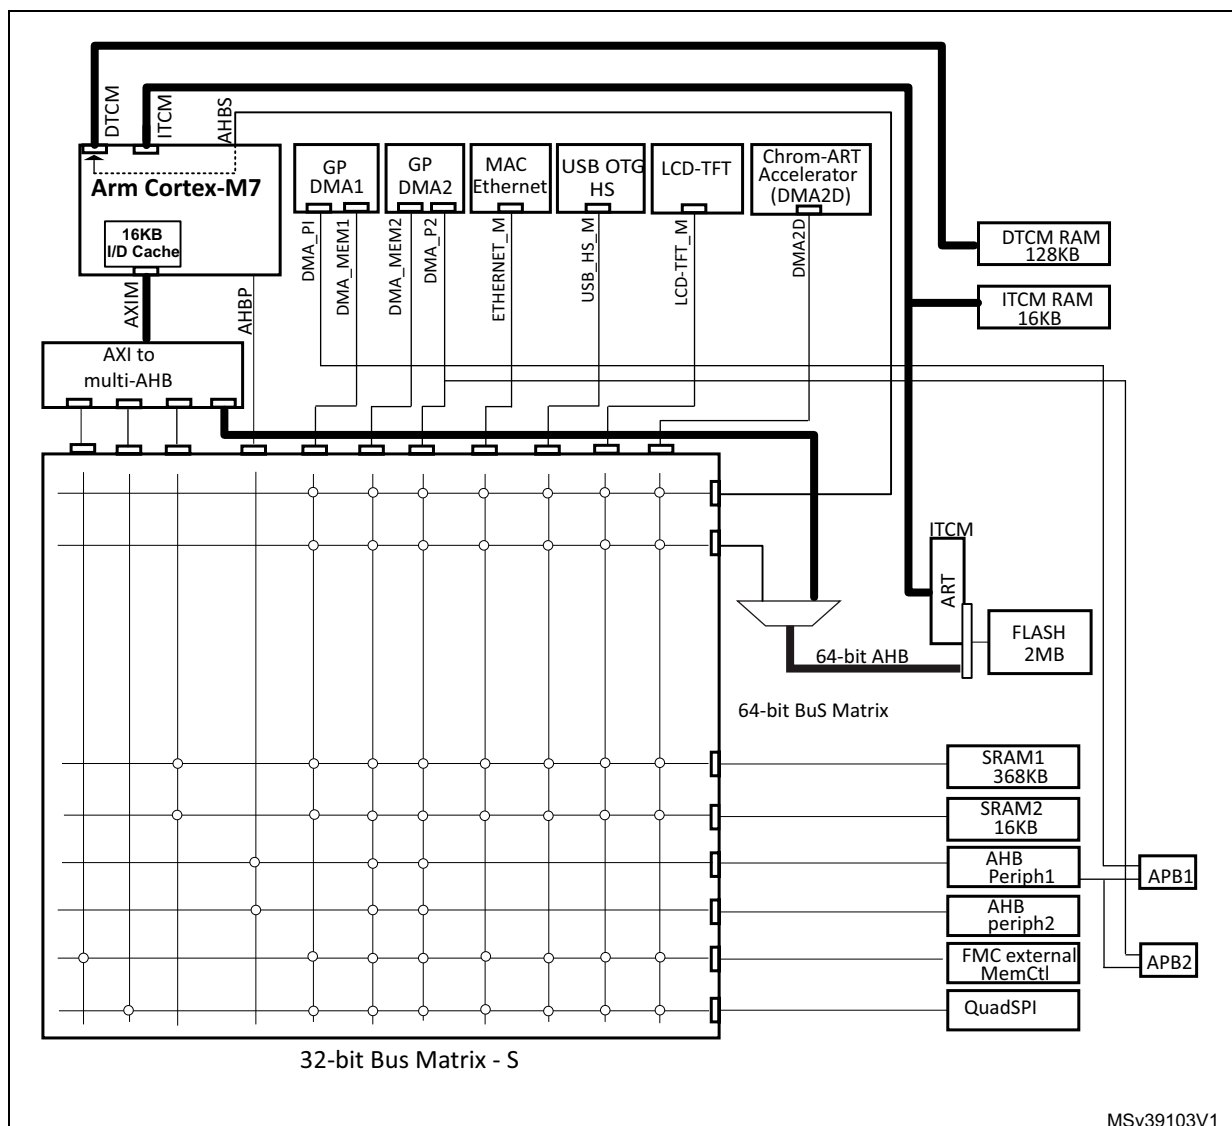 DTCM
ITCM
AHBS
Arm Cortex-M7
16KB
I/D Cache
GP
DMA1
GP
DMA2
MAC
Ethernet
USB OTG
HS
LCD-TFT
Chrom-ART
Accelerator
(DMA2D)
AXIM
AHBP
DMA_PI
DMA_MEM1
DMA_MEM2
DMA_P2
ETHERNET_M
USB_HS_M
LCD-TFT_M
DMA2D
DTCM RAM
128KB
ITCM RAM
16KB
AXI to
multi-AHB
ITCM
ART
FLASH
2MB
64-bit AHB
64-bit BuS Matrix
SRAM1
368KB
SRAM2
16KB
AHB
Periph1
APB1
AHB
periph2
FMC external
MemCtl
APB2
QuadSPI
32-bit Bus Matrix - S
MSv39103V1